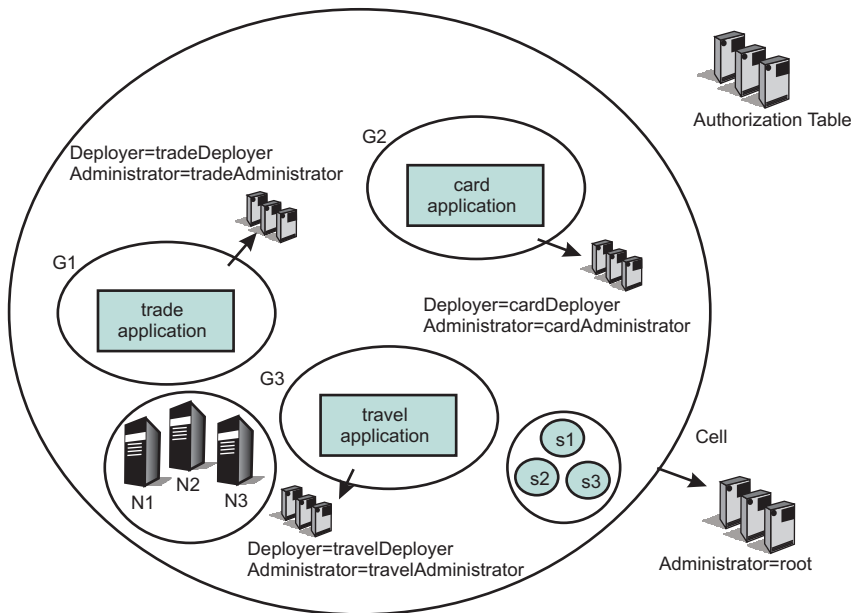 Authorization Table
Deployer=tradeDeployer
Administrator=tradeAdministrator
G2
card
application
G1
trade
application
Deployer=cardDeployer
Administrator=cardAdministrator
G3
travel
application
N1
N2
N3
s1
s2
s3
Cell
Deployer=travelDeployer
Administrator=travelAdministrator
Administrator=root